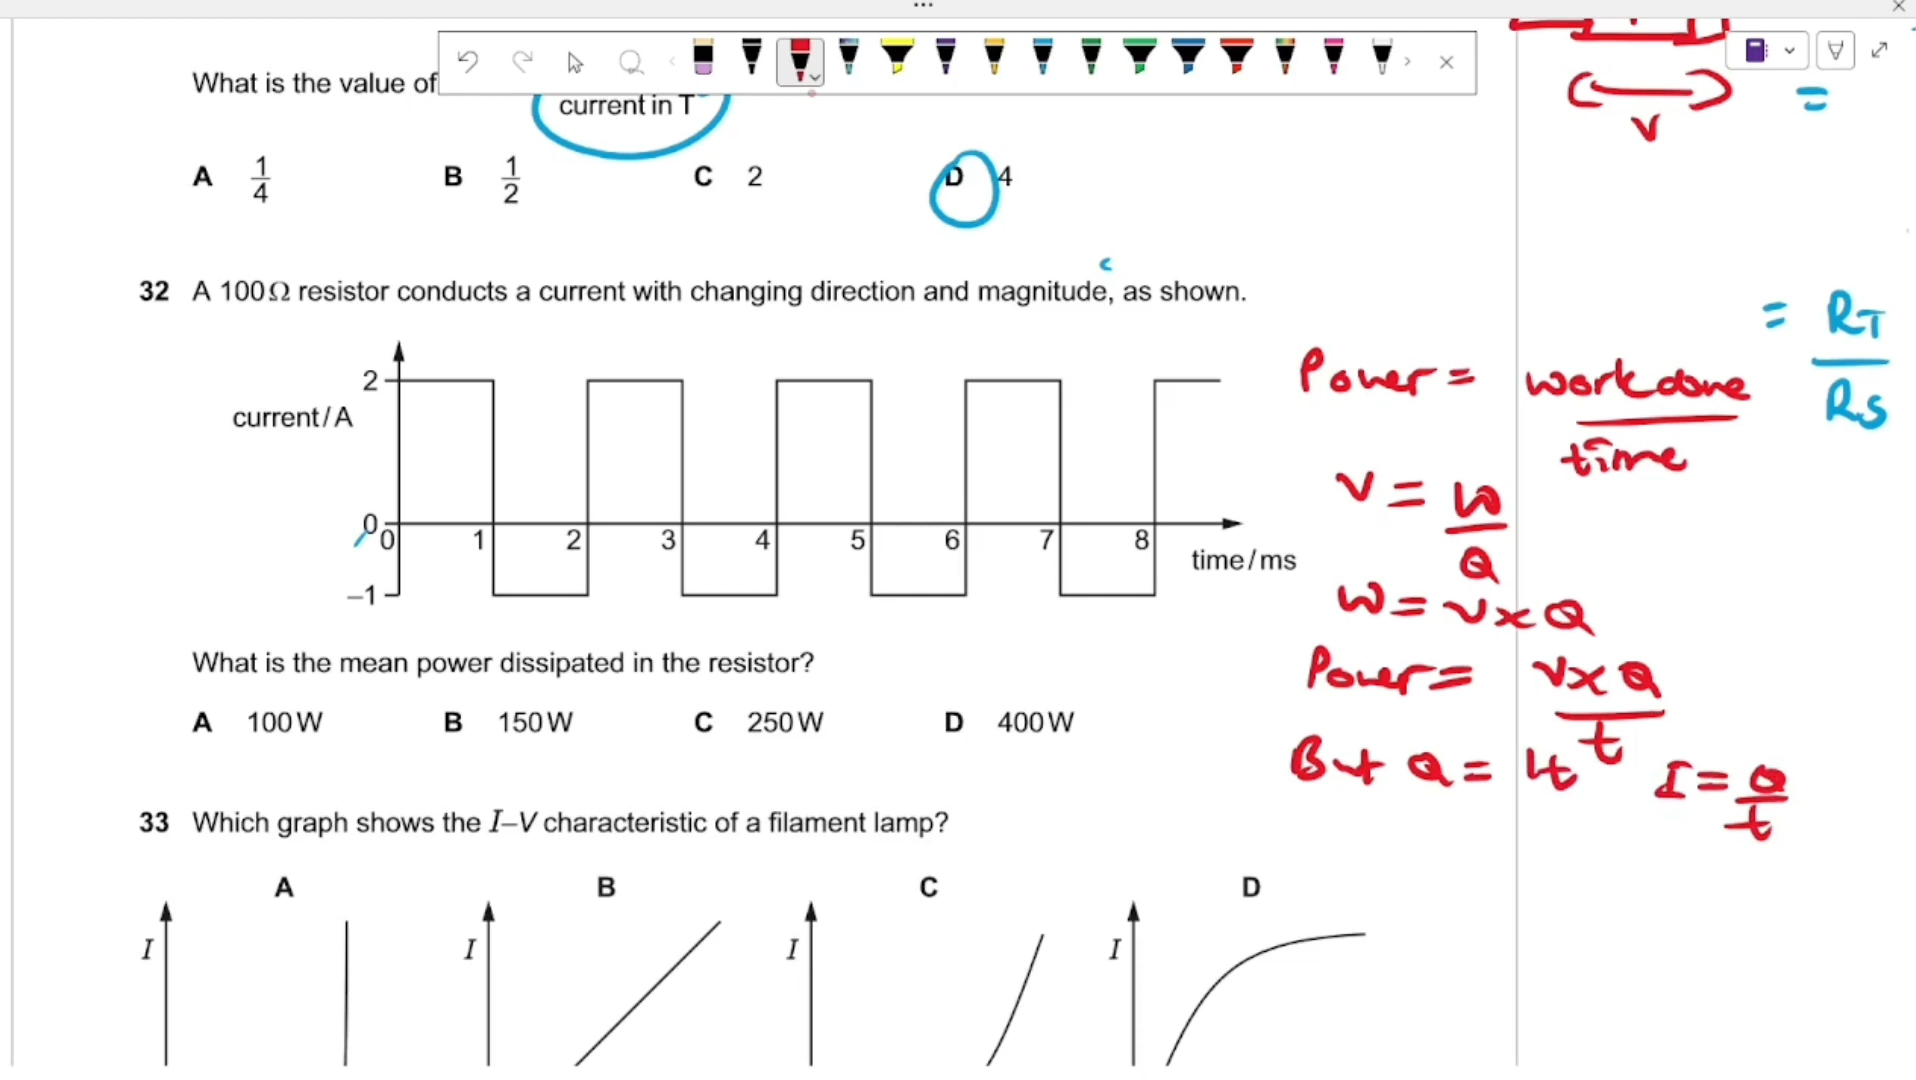 What is the value of
current in T
A 1/4 B 1/2 C 2 D 4
32 A 100 Ω resistor conducts a current with changing direction and magnitude, as shown.
2
current / A
0
0 1 2 3 4 5 6 7 8
time / ms
–1
What is the mean power dissipated in the resistor?
A 100 W B 150 W C 250 W D 400 W
33 Which graph shows the I–V characteristic of a filament lamp?
A B C D
I I I I
V
=
= RT
RS
Power = work done
time
V = W
Q
W = V x Q
Power = V x Q
t
But Q = It I = Q
t